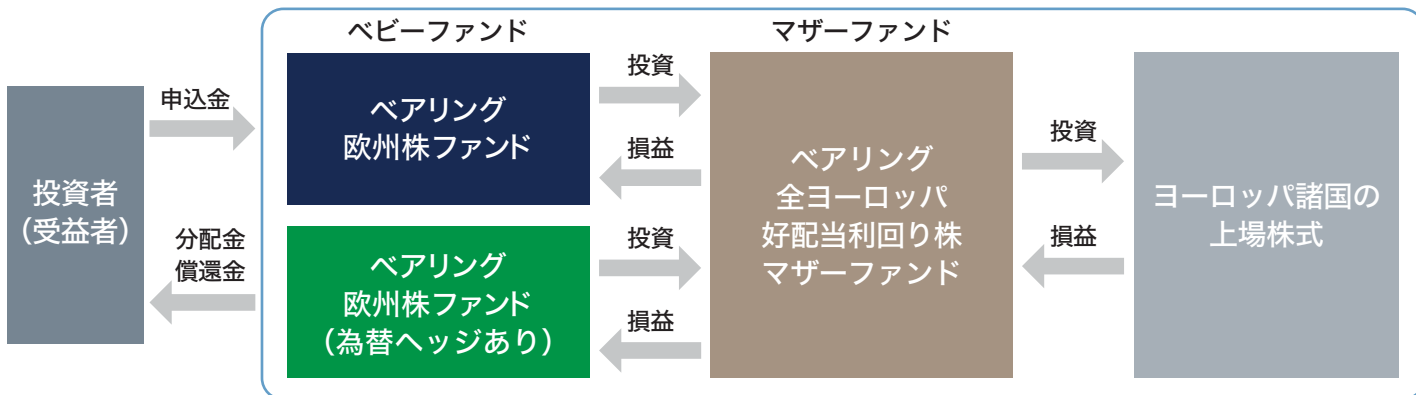 ベビーファンド
マザーファンド
投資者
（受益者）
申込金
分配金
償還金
ベアリング
欧州株ファンド
ベアリング
欧州株ファンド
（為替ヘッジあり）
投資
損益
投資
損益
ベアリング
全ヨーロッパ
好配当利回り株
マザーファンド
投資
損益
ヨーロッパ諸国の
上場株式